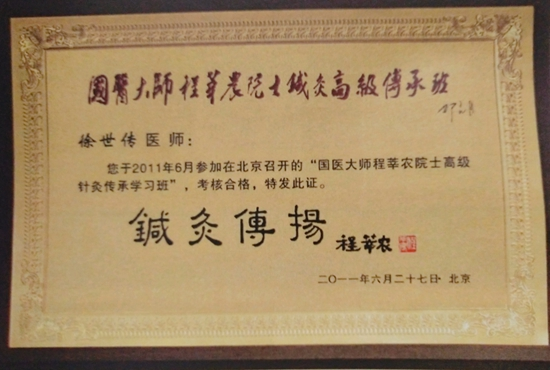 國醫大師程莘農院士鍼灸高級傳承班
徐世传医师：
您于2011年6月参加在北京召开的“国医大师程莘农院士高级
针灸传承学习班”，考核合格，特发此证。
鍼灸傳揚
程莘农
二〇一一年六月二十七日·北京